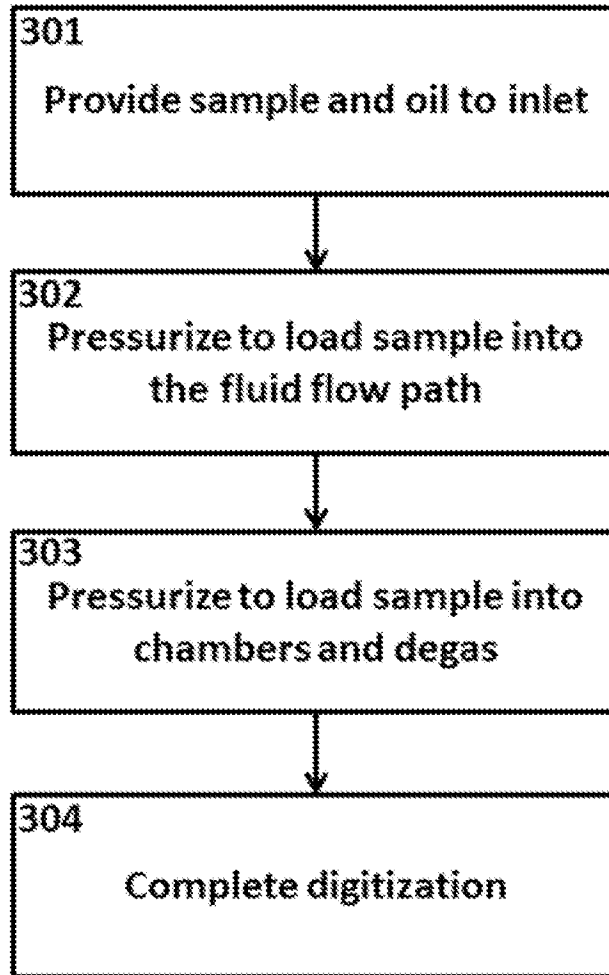 301
Provide sample and oil to inlet
302
Pressurize to load sample into
the fluid flow path
303
Pressurize to load sample into
chambers and degas
304
Complete digitization